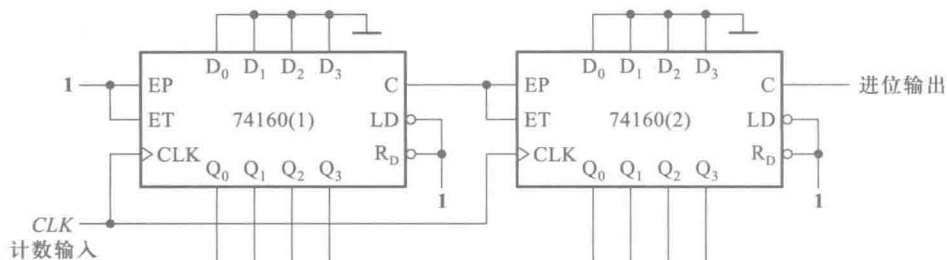 D₀ D₁ D₂ D₃
D₀ D₁ D₂ D₃
1
EP
C
EP
C
进位输出
ET
74160(1)
LD
ET
74160(2)
LD
CLK
R_D
CLK
R_D
Q₀ Q₁ Q₂ Q₃
Q₀ Q₁ Q₂ Q₃
1
1
CLK
计数输入